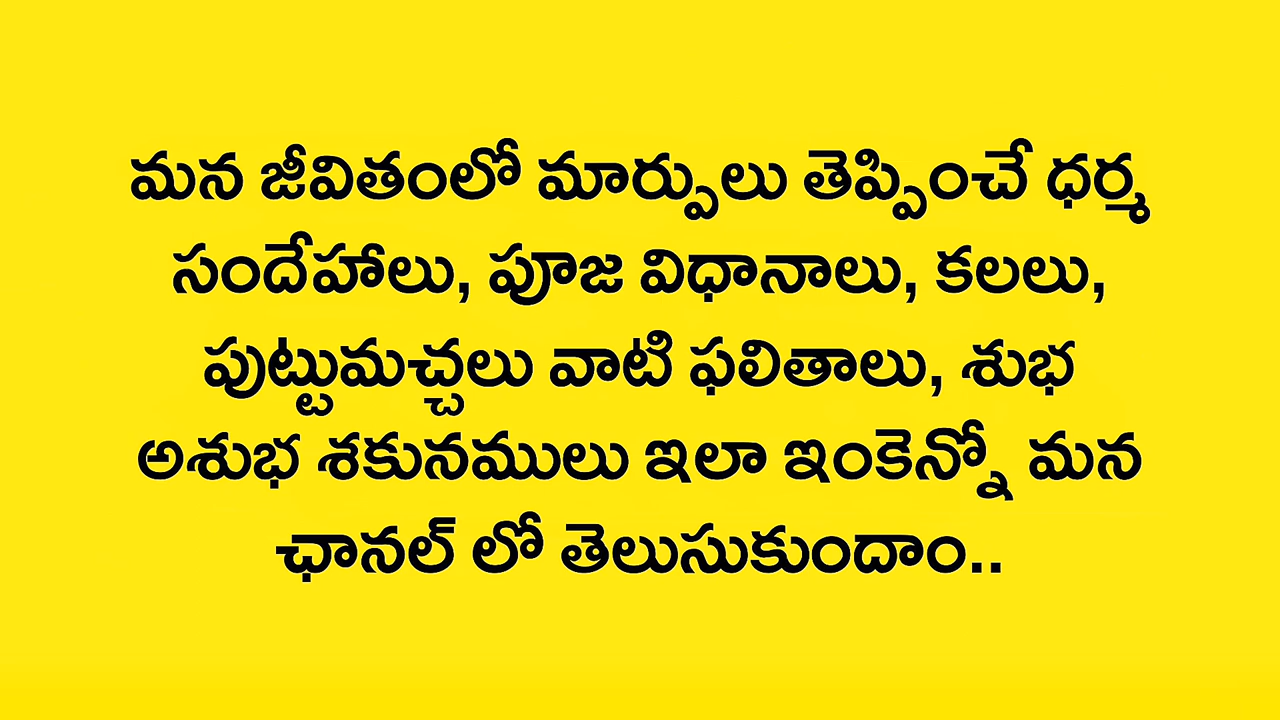 మన జీవితంలో మార్పులు తెప్పించే ధర్మ
సందేహాలు, పూజ విధానాలు, కలలు,
పుట్టుమచ్చలు వాటి ఫలితాలు, శుభ
అశుభ శకునములు ఇలా ఇంకెన్నో మన
ఛానల్ లో తెలుసుకుందాం..